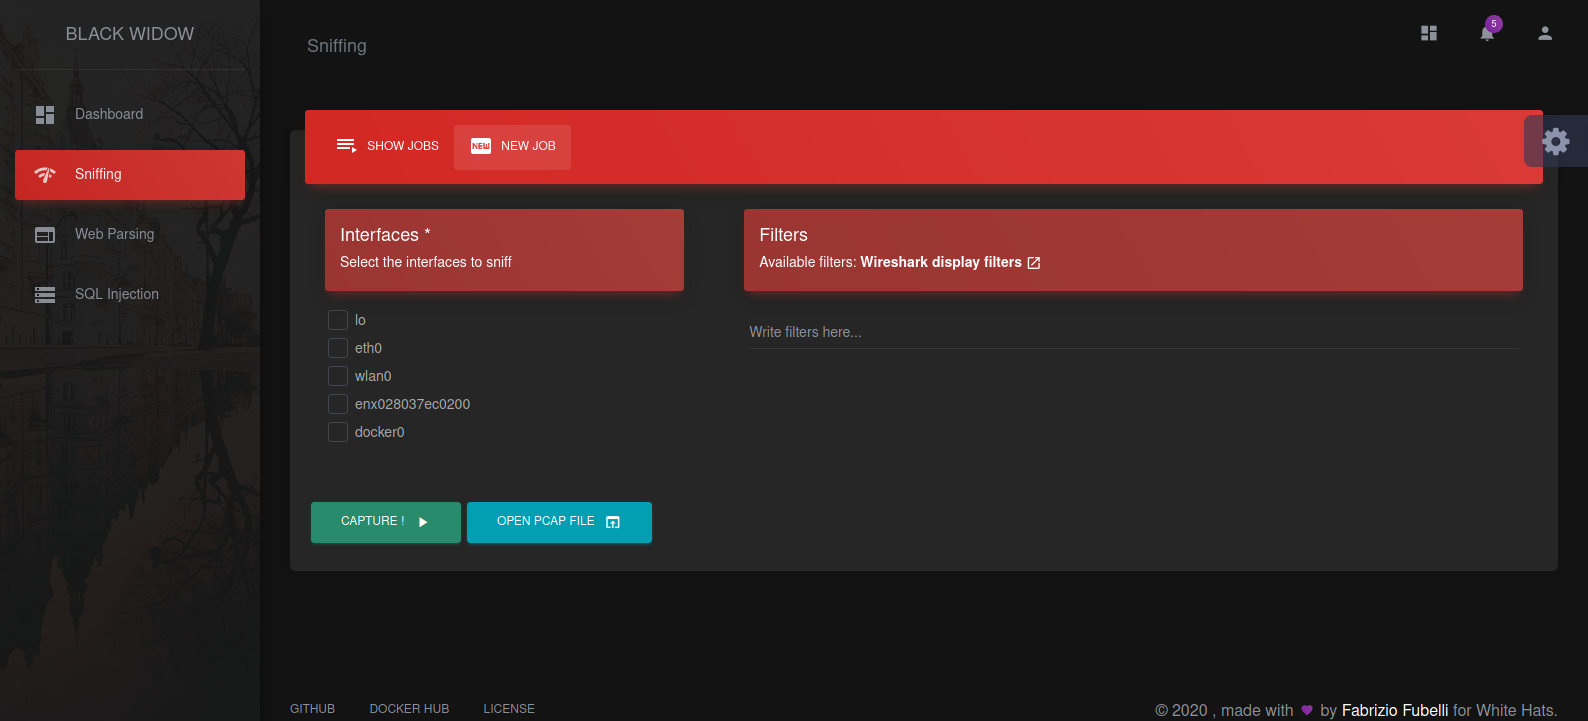 BLACK WIDOW
Dashboard
Sniffing
Web Parsing
SQL Injection
Sniffing
5
SHOW JOBS
NEW NEW JOB
Interfaces *
Select the interfaces to sniff
lo
eth0
wlan0
enx028037ec0200
docker0
Filters
Available filters: Wireshark display filters
Write filters here...
CAPTURE !
OPEN PCAP FILE
GITHUB DOCKER HUB LICENSE
© 2020 , made with by Fabrizio Fubelli for White Hats.